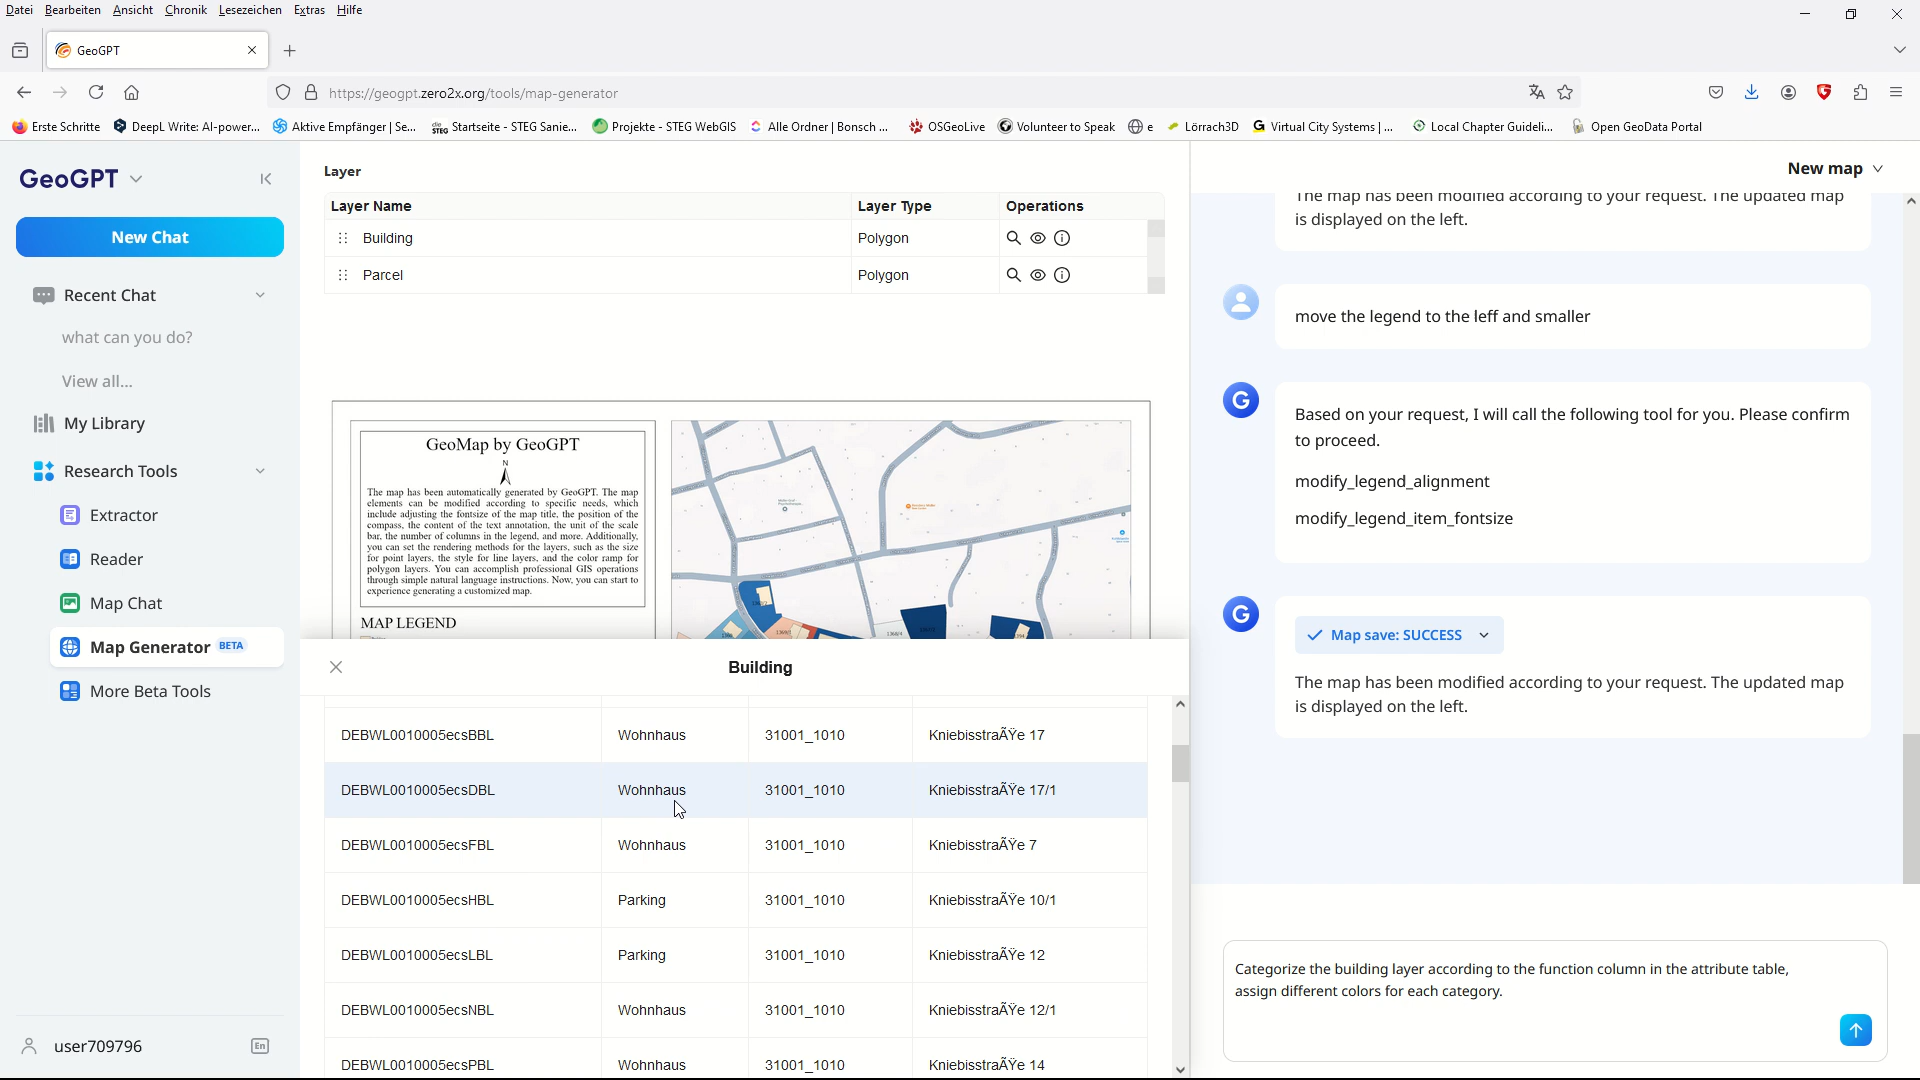 Datei Bearbeiten Ansicht Chronik Lesezeichen Extras Hilfe
GeoGPT
https://geogpt.zero2x.org/tools/map-generator
Erste Schritte DeepL Write: AI-power... Aktive Empfänger | Se... Startseite - STEG Sanie... Projekte - STEG WebGIS Alle Ordner | Bonsch ... OSGeoLive Volunteer to Speak e Lörrach3D Virtual City Systems | ... Local Chapter Guideli... Open GeoData Portal
GeoGPT
New Chat
Recent Chat
what can you do?
View all...
My Library
Research Tools
Extractor
Reader
Map Chat
Map Generator BETA
More Beta Tools
user709796 En
Layer
Layer Name Layer Type Operations
Building Polygon
Parcel Polygon
GeoMap by GeoGPT
N
The map has been automatically generated by GeoGPT. The map
elements can be modified according to specific needs, which
include adjusting the fontsize of the map title, the position of the
compass, the content of the text annotation, the unit of the scale
bar, the number of columns in the legend, and more. Additionally,
you can set the rendering methods for the layers, such as the size
for point layers, the style for line layers, and the color ramp for
polygon layers. You can accomplish professional GIS operations
through simple natural language instructions. Now, you can start to
experience generating a customized map.
MAP LEGEND
Building
DEBWL0010005ecsBBL Wohnhaus 31001_1010 KniebisstraÃŸe 17
DEBWL0010005ecsDBL Wohnhaus 31001_1010 KniebisstraÃŸe 17/1
DEBWL0010005ecsFBL Wohnhaus 31001_1010 KniebisstraÃŸe 7
DEBWL0010005ecsHBL Parking 31001_1010 KniebisstraÃŸe 10/1
DEBWL0010005ecsLBL Parking 31001_1010 KniebisstraÃŸe 12
DEBWL0010005ecsNBL Wohnhaus 31001_1010 KniebisstraÃŸe 12/1
DEBWL0010005ecsPBL Wohnhaus 31001_1010 KniebisstraÃŸe 14
New map
The map has been modified according to your request. The updated map
is displayed on the left.
move the legend to the leff and smaller
G
Based on your request, I will call the following tool for you. Please confirm
to proceed.
modify_legend_alignment
modify_legend_item_fontsize
G
Map save: SUCCESS
The map has been modified according to your request. The updated map
is displayed on the left.
Categorize the building layer according to the function column in the attribute table,
assign different colors for each category.